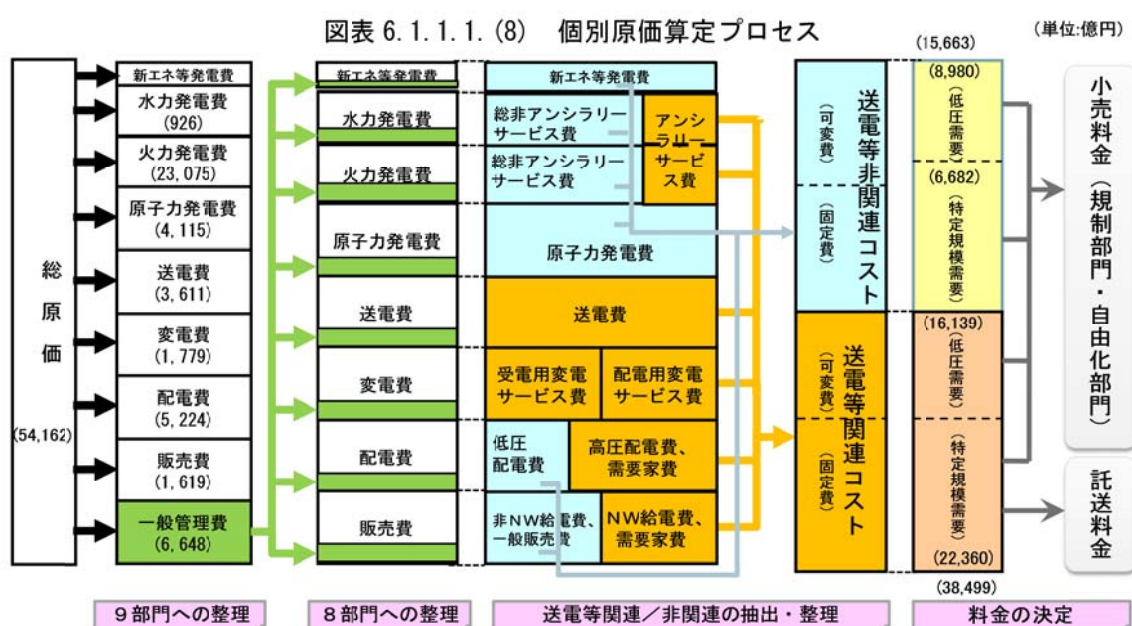 図表 6.1.1.1.(8) 個別原価算定プロセス
(単位:億円)
総原価
(54,162)
新エネ等発電費
水力発電費
(926)
火力発電費
(23,075)
原子力発電費
(4,115)
送電費
(3,611)
変電費
(1,779)
配電費
(5,224)
販売費
(1,619)
一般管理費
(6,648)
新エネ等発電費
水力発電費
火力発電費
原子力発電費
送電費
変電費
配電費
販売費
新エネ等発電費
総非アンシラリー
サービス費
総非アンシラリー
サービス費
アンシ
ラリー
サービ
ス費
原子力発電費
送電費
受電用変電
サービス費
配電用変電
サービス費
低圧
配電費
高圧配電費、
需要家費
非NW給電費、
一般販売費
NW給電費、
需要家費
送電等非関連コスト
(可変費)
(固定費)
送電等関連コスト
(可変費)
(固定費)
(15,663)
(8,980)
(低圧需要)
(6,682)
(特定規模需要)
(16,139)
(低圧需要)
(特定規模需要)
(22,360)
(38,499)
小売料金(規制部門・自由化部門)
託送料金
9部門への整理
8部門への整理
送電等関連/非関連の抽出・整理
料金の決定